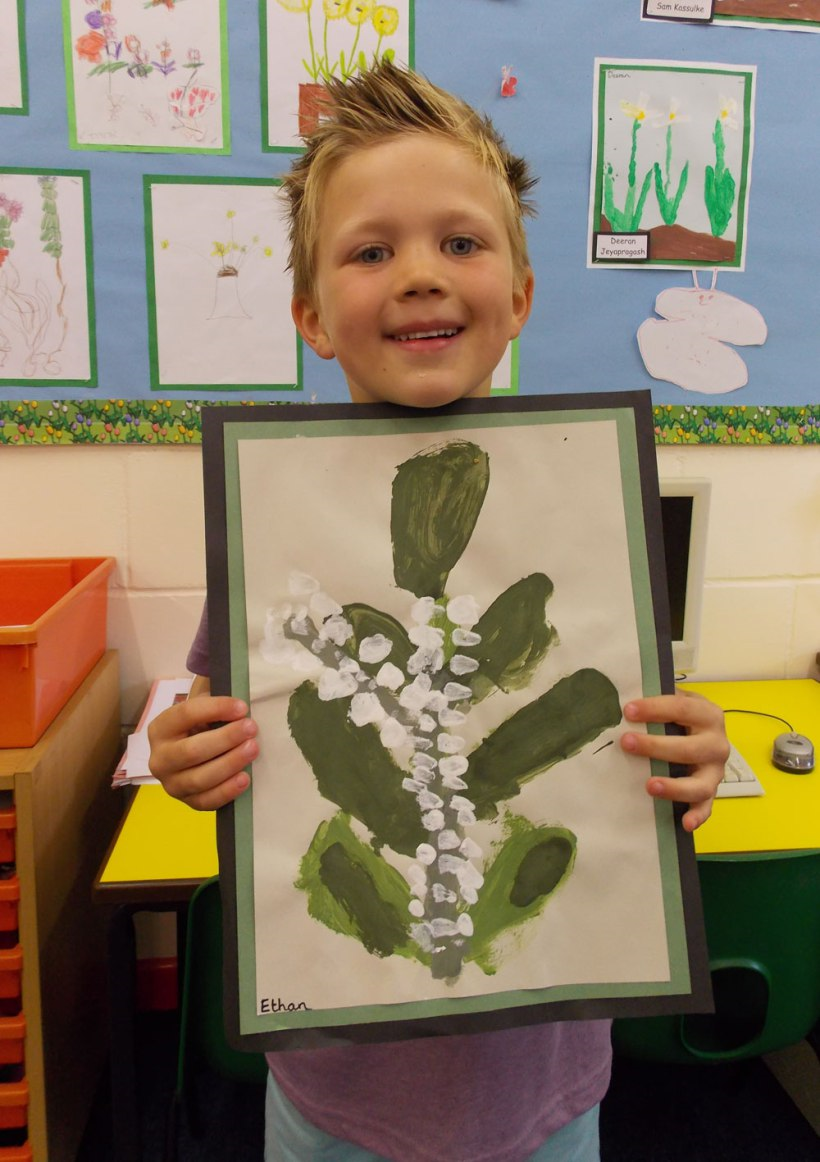 Sam Kassulke
Deeran
Deeran
Jeyapragash
Ethan